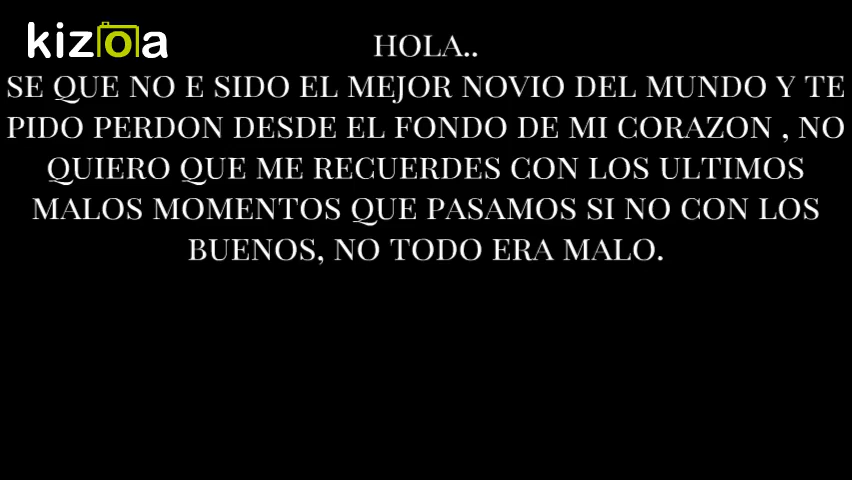 kizoa
HOLA..
SE QUE NO E SIDO EL MEJOR NOVIO DEL MUNDO Y TE
PIDO PERDON DESDE EL FONDO DE MI CORAZON , NO
QUIERO QUE ME RECUERDES CON LOS ULTIMOS
MALOS MOMENTOS QUE PASAMOS SI NO CON LOS
BUENOS, NO TODO ERA MALO.